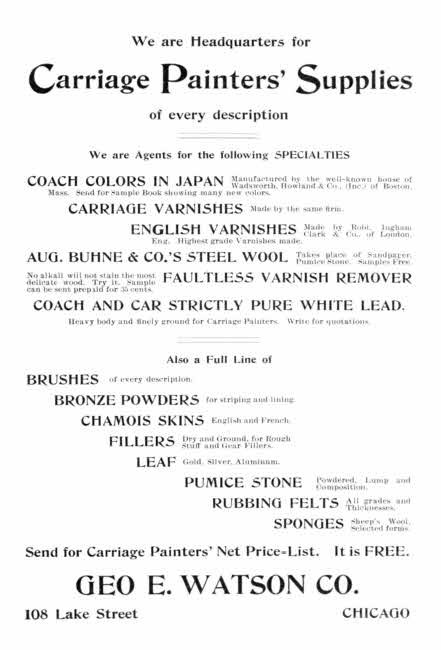 We are Headquarters for
Carriage Painters' Supplies
of every description
We are Agents for the following SPECIALTIES
COACH COLORS IN JAPAN Manufactured by the well-known house of
Wadsworth, Howland & Co., (Inc.) of Boston,
Mass. Send for Sample Book showing many new colors.
CARRIAGE VARNISHES Made by the same firm.
ENGLISH VARNISHES Made by Robt. Ingham
Clark & Co., of London,
Eng. Highest grade Varnishes made.
AUG. BUHNE & CO.'S STEEL WOOL Takes place of Sandpaper,
Pumice Stone. Samples Free.
No alkali will not stain the most
delicate wood. Try it. Sample
can be sent prepaid for 35 cents.
FAULTLESS VARNISH REMOVER
COACH AND CAR STRICTLY PURE WHITE LEAD.
Heavy body and finely ground for Carriage Painters. Write for quotations.
Also a Full Line of
BRUSHES of every description.
BRONZE POWDERS for striping and lining.
CHAMOIS SKINS English and French.
FILLERS Dry and Ground, for Rough
Stuff and Gear Fillers.
LEAF Gold, Silver, Aluminum.
PUMICE STONE Powdered, Lump and
Composition.
RUBBING FELTS All grades and
Thicknesses.
SPONGES Sheep's Wool,
Selected forms.
Send for Carriage Painters' Net Price=List. It is FREE.
GEO E. WATSON CO.
108 Lake Street CHICAGO